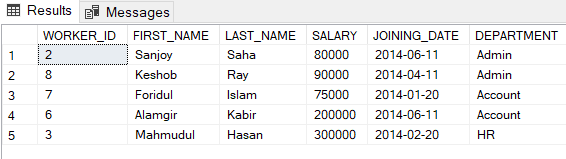 Results Messages
WORKER_ID FIRST_NAME LAST_NAME SALARY JOINING_DATE DEPARTMENT
1 2 Sanjoy Saha 80000 2014-06-11 Admin
2 8 Keshob Ray 90000 2014-04-11 Admin
3 7 Foridul Islam 75000 2014-01-20 Account
4 6 Alamgir Kabir 200000 2014-06-11 Account
5 3 Mahmudul Hasan 300000 2014-02-20 HR